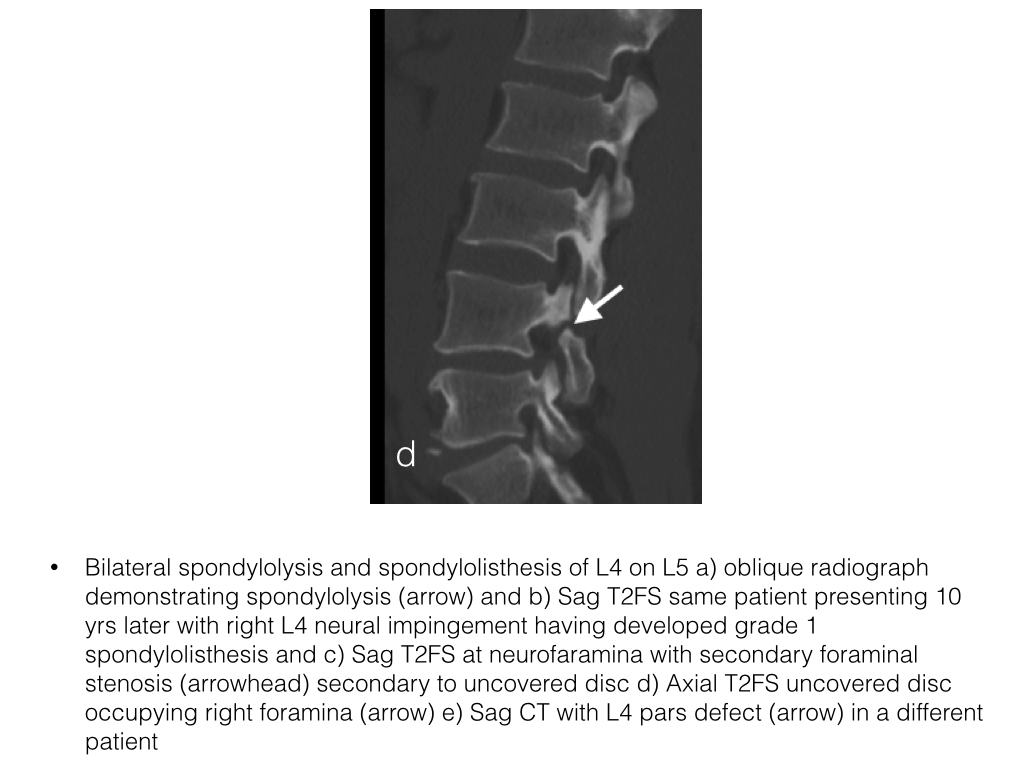 d
• Bilateral spondylolysis and spondylolisthesis of L4 on L5 a) oblique radiograph
demonstrating spondylolysis (arrow) and b) Sag T2FS same patient presenting 10
yrs later with right L4 neural impingement having developed grade 1
spondylolisthesis and c) Sag T2FS at neurofaramina with secondary foraminal
stenosis (arrowhead) secondary to uncovered disc d) Axial T2FS uncovered disc
occupying right foramina (arrow) e) Sag CT with L4 pars defect (arrow) in a different
patient